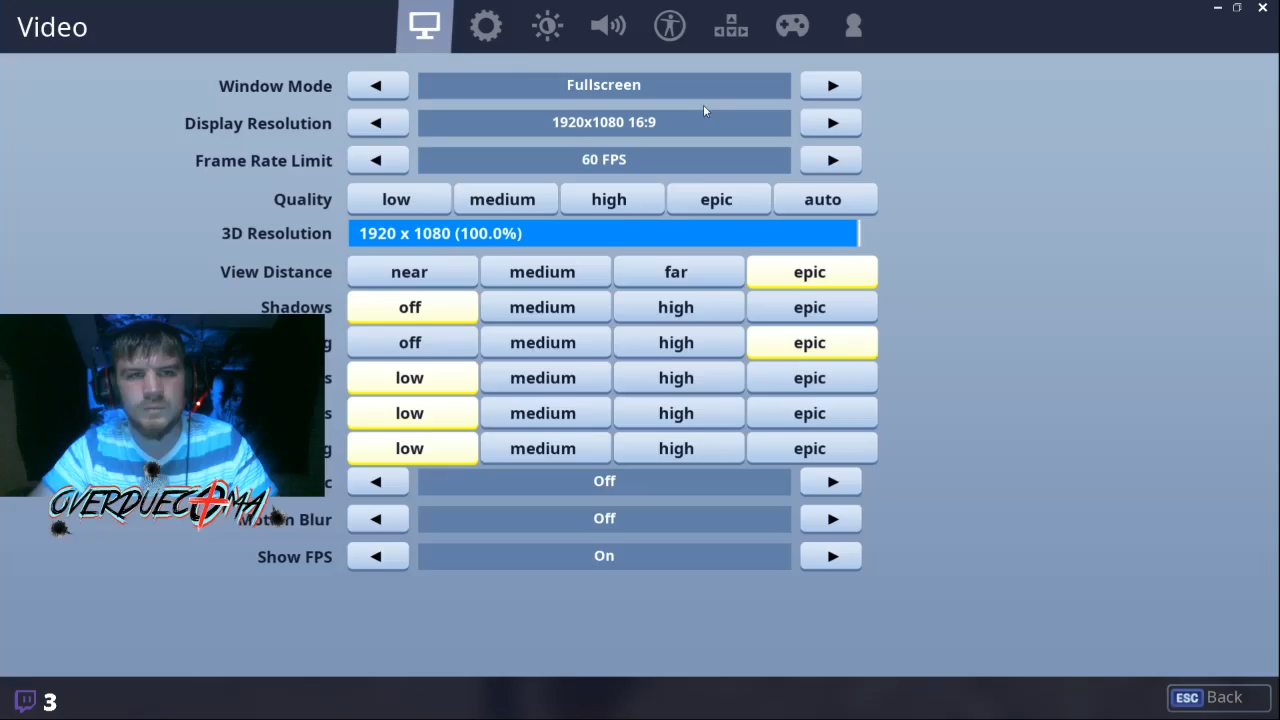 Video
Window Mode Fullscreen
Display Resolution 1920x1080 16:9
Frame Rate Limit 60 FPS
Quality low medium high epic auto
3D Resolution 1920 x 1080 (100.0%)
View Distance near medium far epic
Shadows off medium high epic
g off medium high epic
s low medium high epic
s low medium high epic
g low medium high epic
c Off
Motion Blur Off
Show FPS On
OVERDUECOMA
3
ESC Back